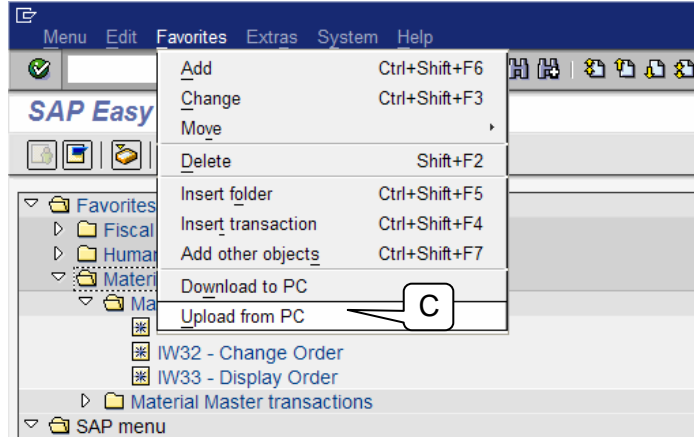 Menu Edit Favorites Extras System Help
Add Ctrl+Shift+F6
SAP Easy
Change Ctrl+Shift+F3
Move
Delete Shift+F2
Insert folder Ctrl+Shift+F5
Favorites
Insert transaction Ctrl+Shift+F4
Fiscal
Add other objects Ctrl+Shift+F7
Human
Download to PC
Materi
Upload from PC C
Ma
IW32 - Change Order
IW33 - Display Order
Material Master transactions
SAP menu